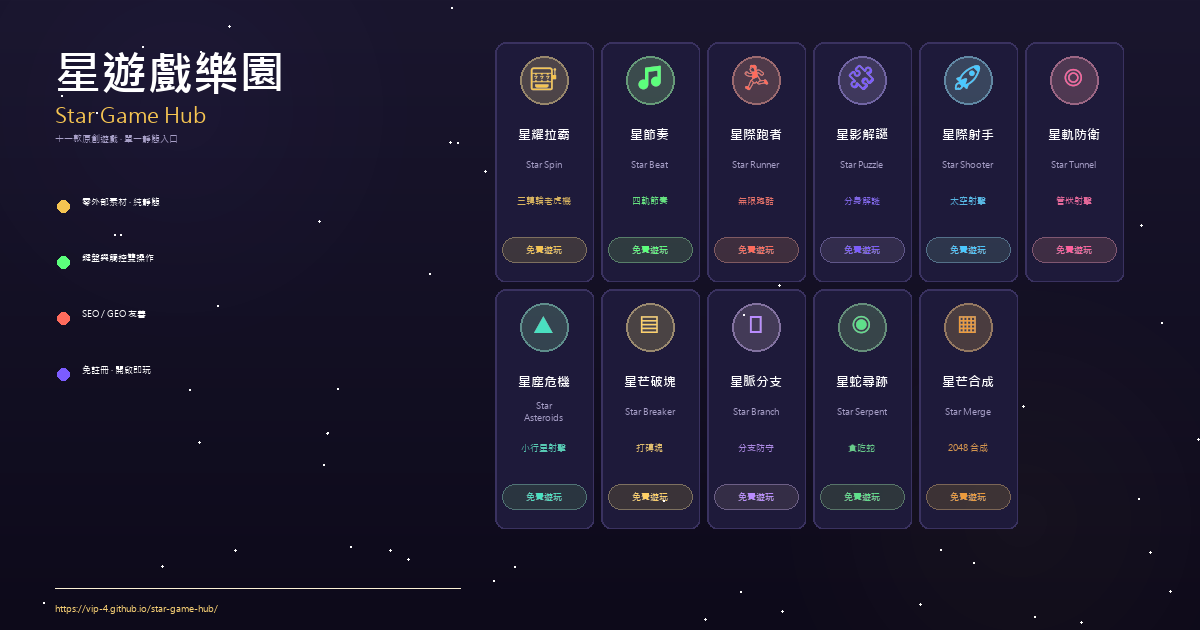 星遊戲樂園
Star Game Hub
十一款原創遊戲 · 單一靜態入口
零外部素材 · 純靜態
鍵盤與觸控雙操作
SEO / GEO 友善
免註冊 · 開啟即玩
https://vip-4.github.io/star-game-hub/
星耀拉霸
Star Spin
三轉輪老虎機
免費遊玩
星節奏
Star Beat
四軌節奏
免費遊玩
星際跑者
Star Runner
無限跑酷
免費遊玩
星影解謎
Star Puzzle
分身解謎
免費遊玩
星際射手
Star Shooter
太空射擊
免費遊玩
星軌防衛
Star Tunnel
管狀射擊
免費遊玩
星塵危機
Star
Asteroids
小行星射擊
免費遊玩
星芒破塊
Star Breaker
打磚塊
免費遊玩
星脈分支
Star Branch
分支防守
免費遊玩
星蛇尋跡
Star Serpent
貪吃蛇
免費遊玩
星芒合成
Star Merge
2048 合成
免費遊玩